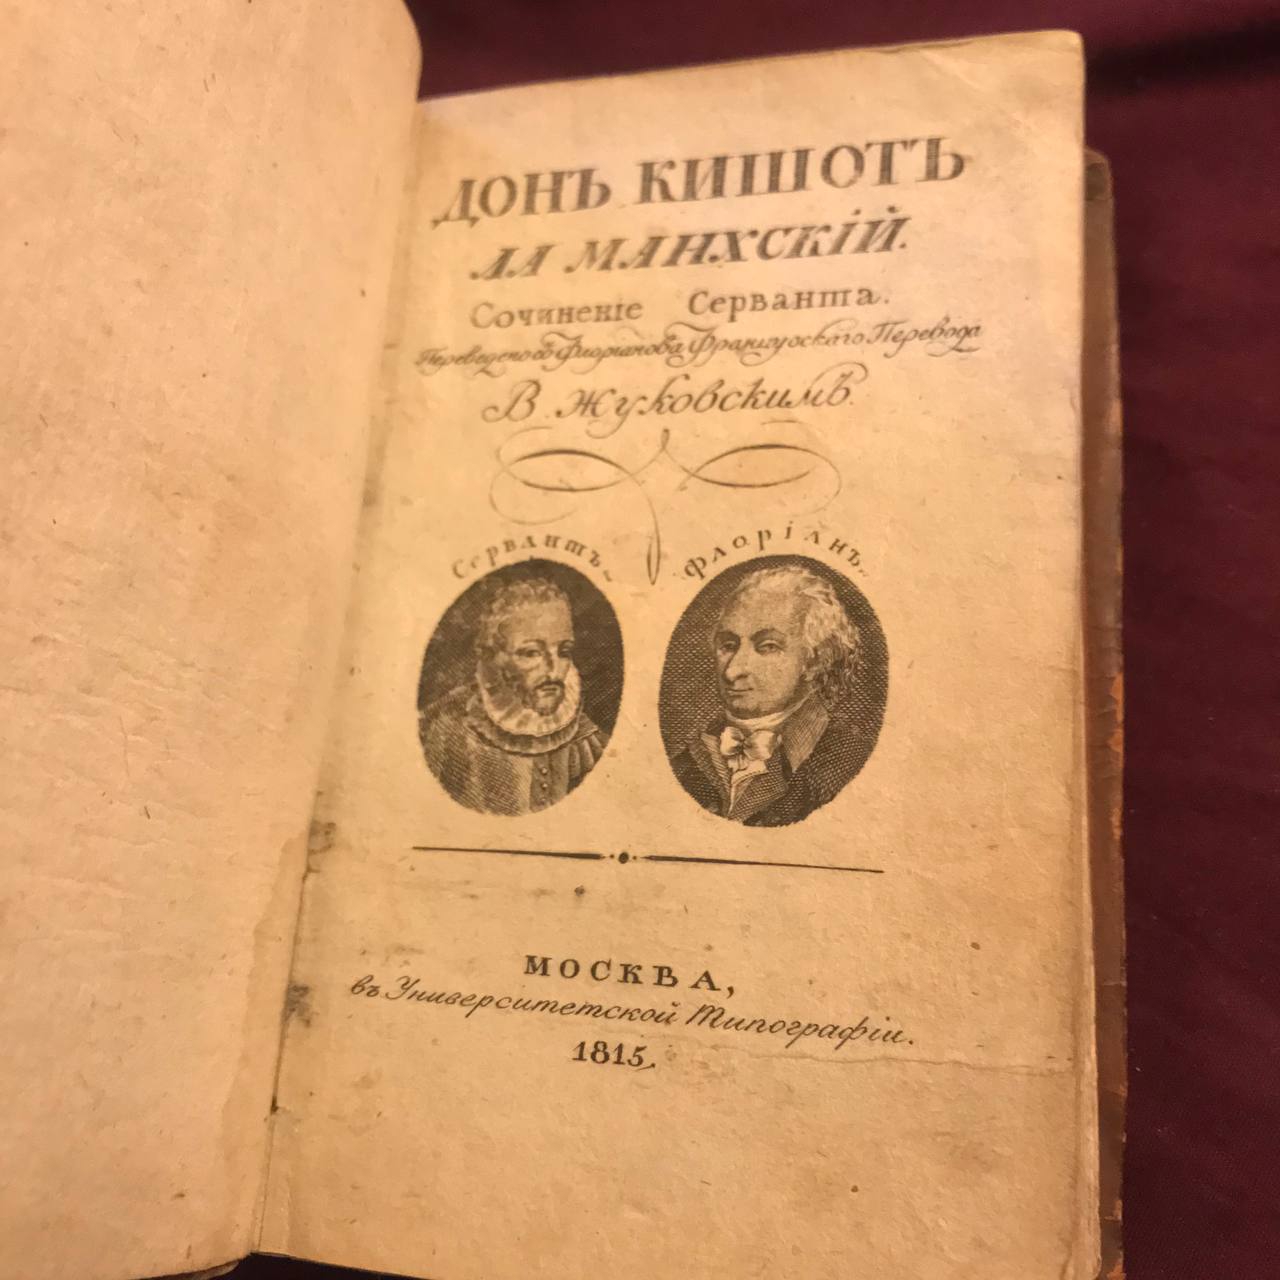 ДОНЪ КИШОТЪ
ЛА МАНХСКІЙ.
Сочиненіе Серванта.
Переведено съ Флоріанова Французскаго Перевода
В. Жуковскимъ.
Сервантъ.
Флоріанъ.
МОСКВА,
въ Университетской Типографіи.
1815.